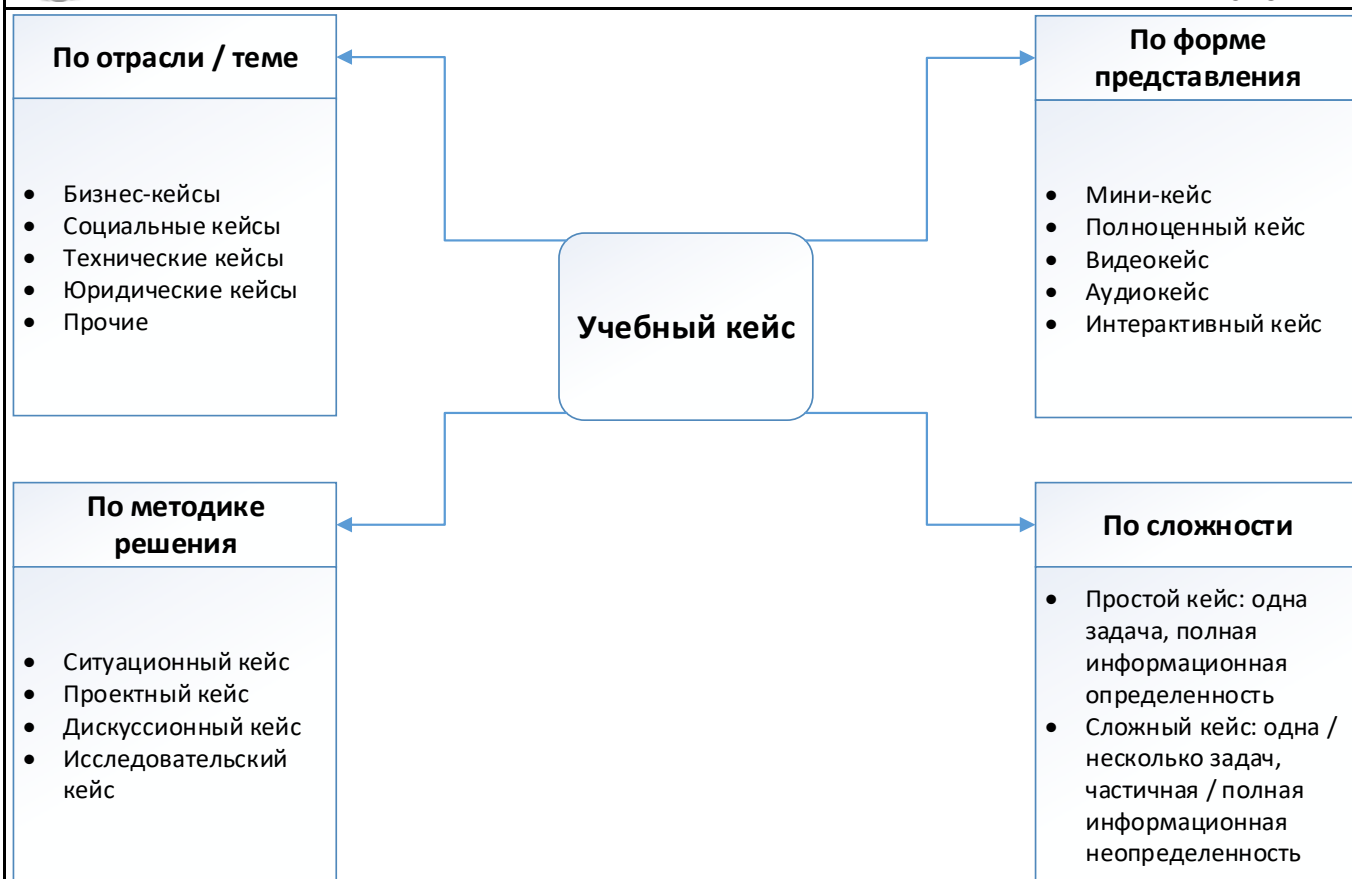 По отрасли / теме
• Бизнес-кейсы
• Социальные кейсы
• Технические кейсы
• Юридические кейсы
• Прочие
По форме
представления
• Мини-кейс
• Полноценный кейс
• Видеокейс
• Аудиокейс
• Интерактивный кейс
Учебный кейс
По методике
решения
• Ситуационный кейс
• Проектный кейс
• Дискуссионный кейс
• Исследовательский
кейс
По сложности
• Простой кейс: одна
задача, полная
информационная
определенность
• Сложный кейс: одна /
несколько задач,
частичная / полная
информационная
неопределенность